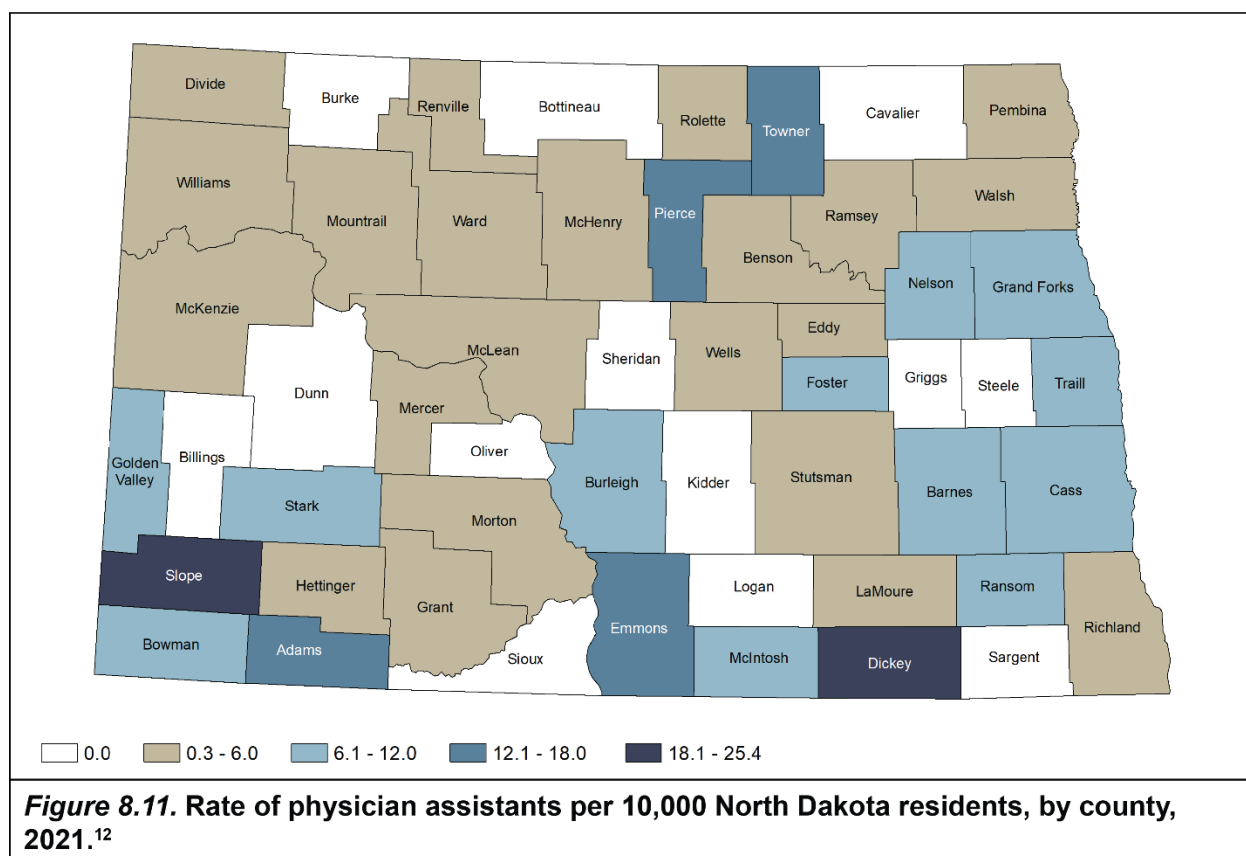 Divide
Burke
Renville
Bottineau
Rolette
Towner
Cavalier
Pembina
Williams
Mountrail
Ward
McHenry
Pierce
Benson
Ramsey
Walsh
Nelson
Grand Forks
McKenzie
Dunn
McLean
Mercer
Oliver
Sheridan
Wells
Eddy
Foster
Griggs
Steele
Traill
Golden
Valley
Billings
Stark
Morton
Burleigh
Kidder
Stutsman
Barnes
Cass
Slope
Hettinger
Grant
Bowman
Adams
Sioux
Emmons
Logan
LaMoure
Ransom
Richland
McIntosh
Dickey
Sargent
0.0 0.3 - 6.0 6.1 - 12.0 12.1 - 18.0 18.1 - 25.4
Figure 8.11. Rate of physician assistants per 10,000 North Dakota residents, by county,
2021.¹²